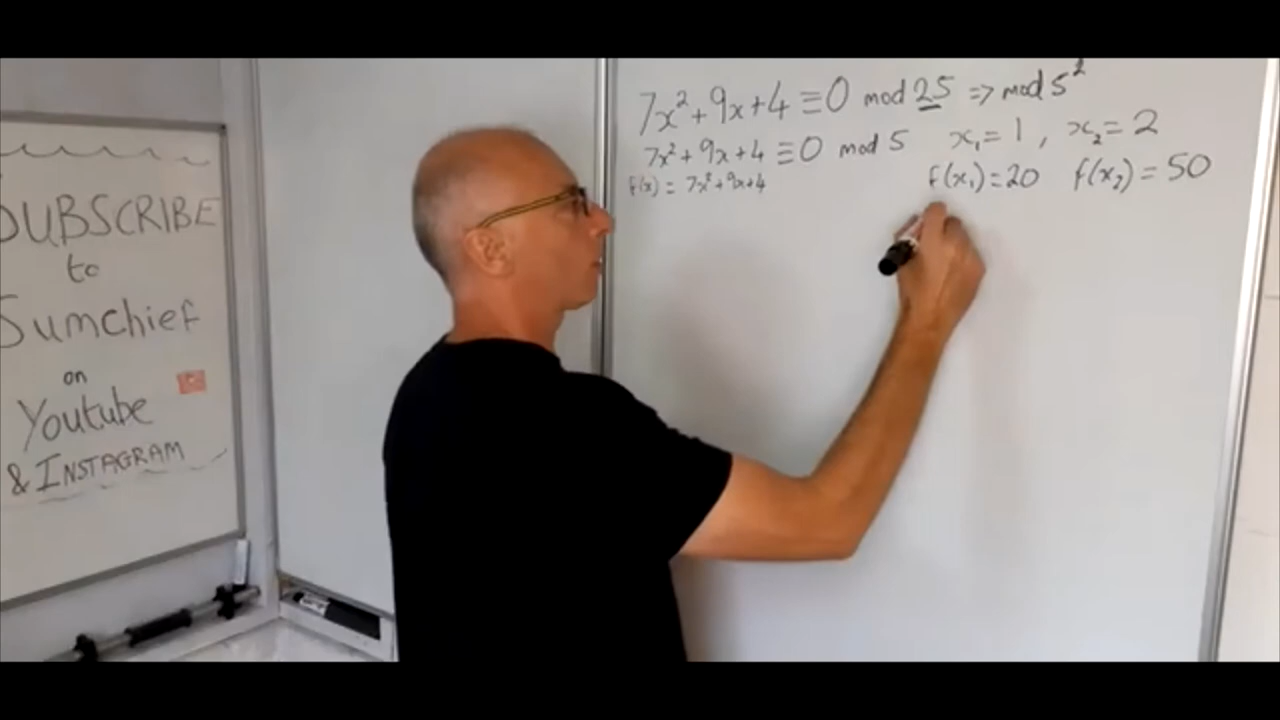 SUBSCRIBE
to
Sumchief
on
Youtube
& INSTAGRAM
7x²+9x+4 ≡0 mod 25 => mod 5²
7x²+9x+4 ≡0 mod 5 x₁=1, x₂=2
f(x) = 7x²+9x+4 f(x₁)=20 f(x₂)=50